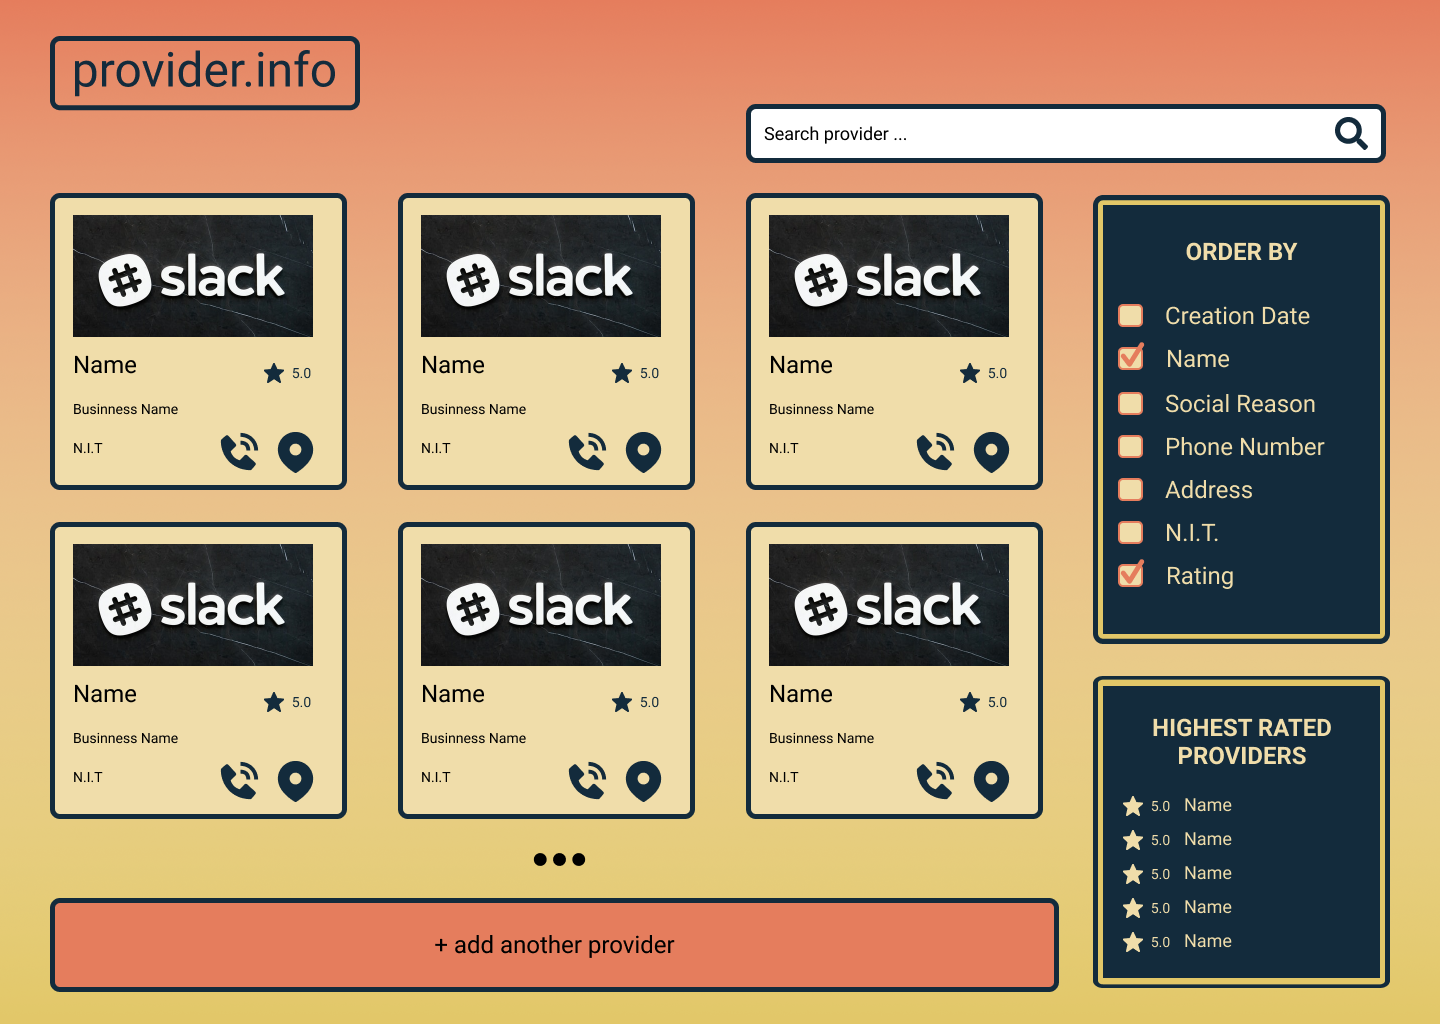 provider.info
Search provider ...
slack
Name
5.0
Businness Name
N.I.T
slack
Name
5.0
Businness Name
N.I.T
slack
Name
5.0
Businness Name
N.I.T
slack
Name
5.0
Businness Name
N.I.T
slack
Name
5.0
Businness Name
N.I.T
slack
Name
5.0
Businness Name
N.I.T
+ add another provider
ORDER BY
Creation Date
Name
Social Reason
Phone Number
Address
N.I.T.
Rating
HIGHEST RATED
PROVIDERS
5.0 Name
5.0 Name
5.0 Name
5.0 Name
5.0 Name